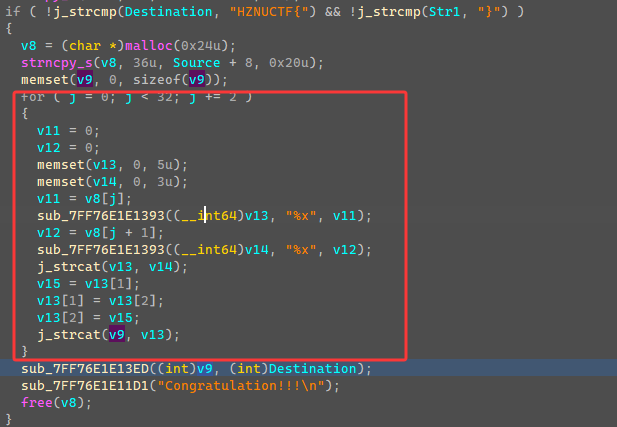 if ( !j_strcmp(Destination, "HZNUCTF{") && !j_strcmp(Str1, "}") )
{
v8 = (char *)malloc(0x24u);
strncpy_s(v8, 36u, Source + 8, 0x20u);
memset(v9, 0, sizeof(v9));
for ( j = 0; j < 32; j += 2 )
{
v11 = 0;
v12 = 0;
memset(v13, 0, 5u);
memset(v14, 0, 3u);
v11 = v8[j];
sub_7FF76E1E1393((__int64)v13, "%x", v11);
v12 = v8[j + 1];
sub_7FF76E1E1393((__int64)v14, "%x", v12);
j_strcat(v13, v14);
v15 = v13[1];
v13[1] = v13[2];
v13[2] = v15;
j_strcat(v9, v13);
}
sub_7FF76E1E13ED((int)v9, (int)Destination);
sub_7FF76E1E11D1("Congratulation!!!\n");
free(v8);
}